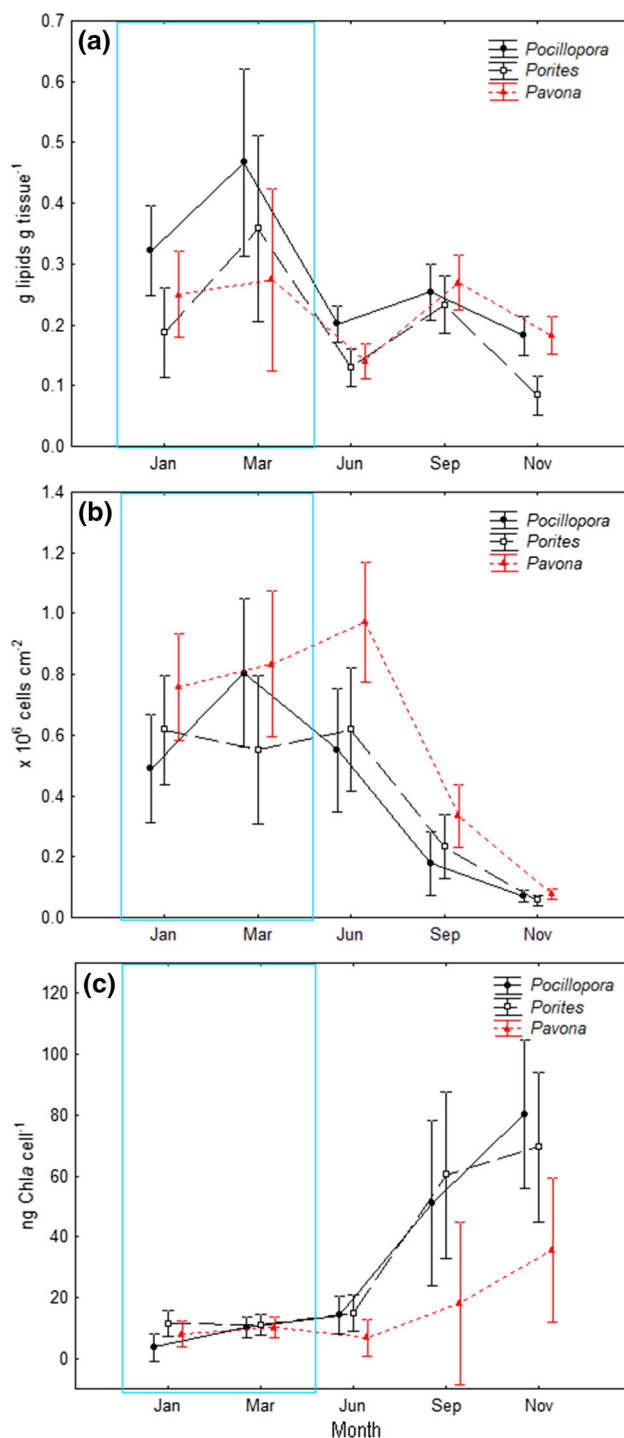 (a)
0.7
0.6
0.5
0.4
0.3
0.2
0.1
0.0
g lipids g tissue-1
Pocillopora
Porites
Pavona
Jan Mar Jun Sep Nov
(b)
1.4
1.2
1.0
0.8
0.6
0.4
0.2
0.0
x 10⁶ cells cm-2
Pocillopora
Porites
Pavona
Jan Mar Jun Sep Nov
(c)
120
100
80
60
40
20
0
ng Chla cell-1
Pocillopora
Porites
Pavona
Jan Mar Jun Sep Nov
Month